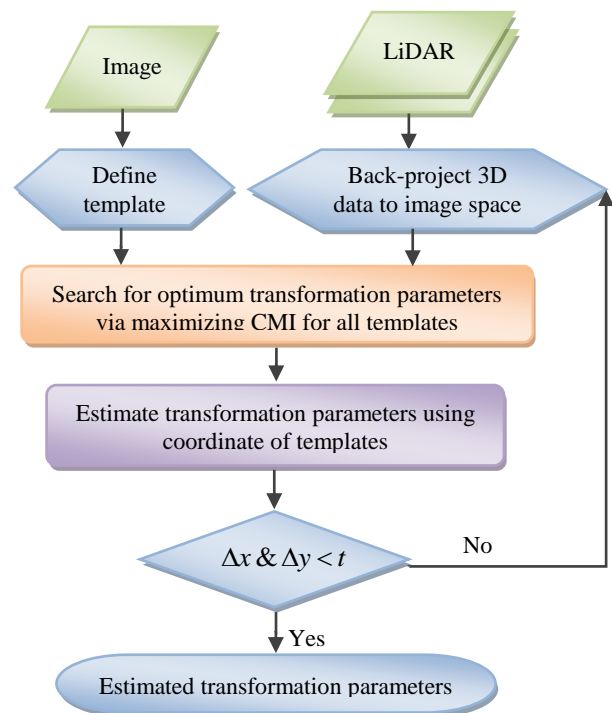 Image
LiDAR
Define
template
Back-project 3D
data to image space
Search for optimum transformation parameters
via maximizing CMI for all templates
Estimate transformation parameters using
coordinate of templates
Δx & Δy < t
No
Yes
Estimated transformation parameters